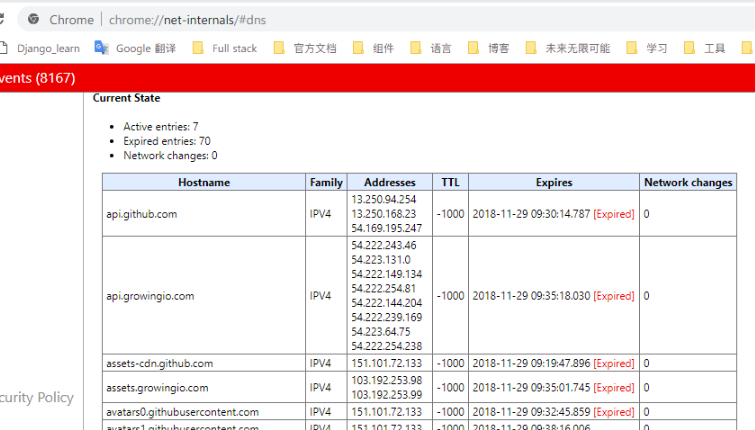 Chrome | chrome://net-internals/#dns
Django_learn Google 翻译 Full stack 官方文档 组件 语言 博客 未来无限可能 学习 工具
vents (8167)
Current State
• Active entries: 7
• Expired entries: 70
• Network changes: 0
Hostname Family Addresses TTL Expires Network changes
api.github.com IPV4 13.250.94.254 -1000 2018-11-29 09:30:14.787 [Expired] 0
13.250.168.23
54.169.195.247
api.growingio.com IPV4 54.222.243.46 -1000 2018-11-29 09:35:18.030 [Expired] 0
54.223.131.0
54.222.149.134
54.222.254.81
54.222.144.204
54.222.239.169
54.223.64.75
54.222.254.238
assets-cdn.github.com IPV4 151.101.72.133 -1000 2018-11-29 09:19:47.896 [Expired] 0
assets.growingio.com IPV4 103.192.253.98 -1000 2018-11-29 09:35:01.745 [Expired] 0
103.192.253.99
curity Policy
avatars0.githubusercontent.com IPV4 151.101.72.133 -1000 2018-11-29 09:32:45.859 [Expired] 0
avatars1.githubusercontent.com IPV4 151.101.72.133 -1000 2018-11-29 09:38:16.006